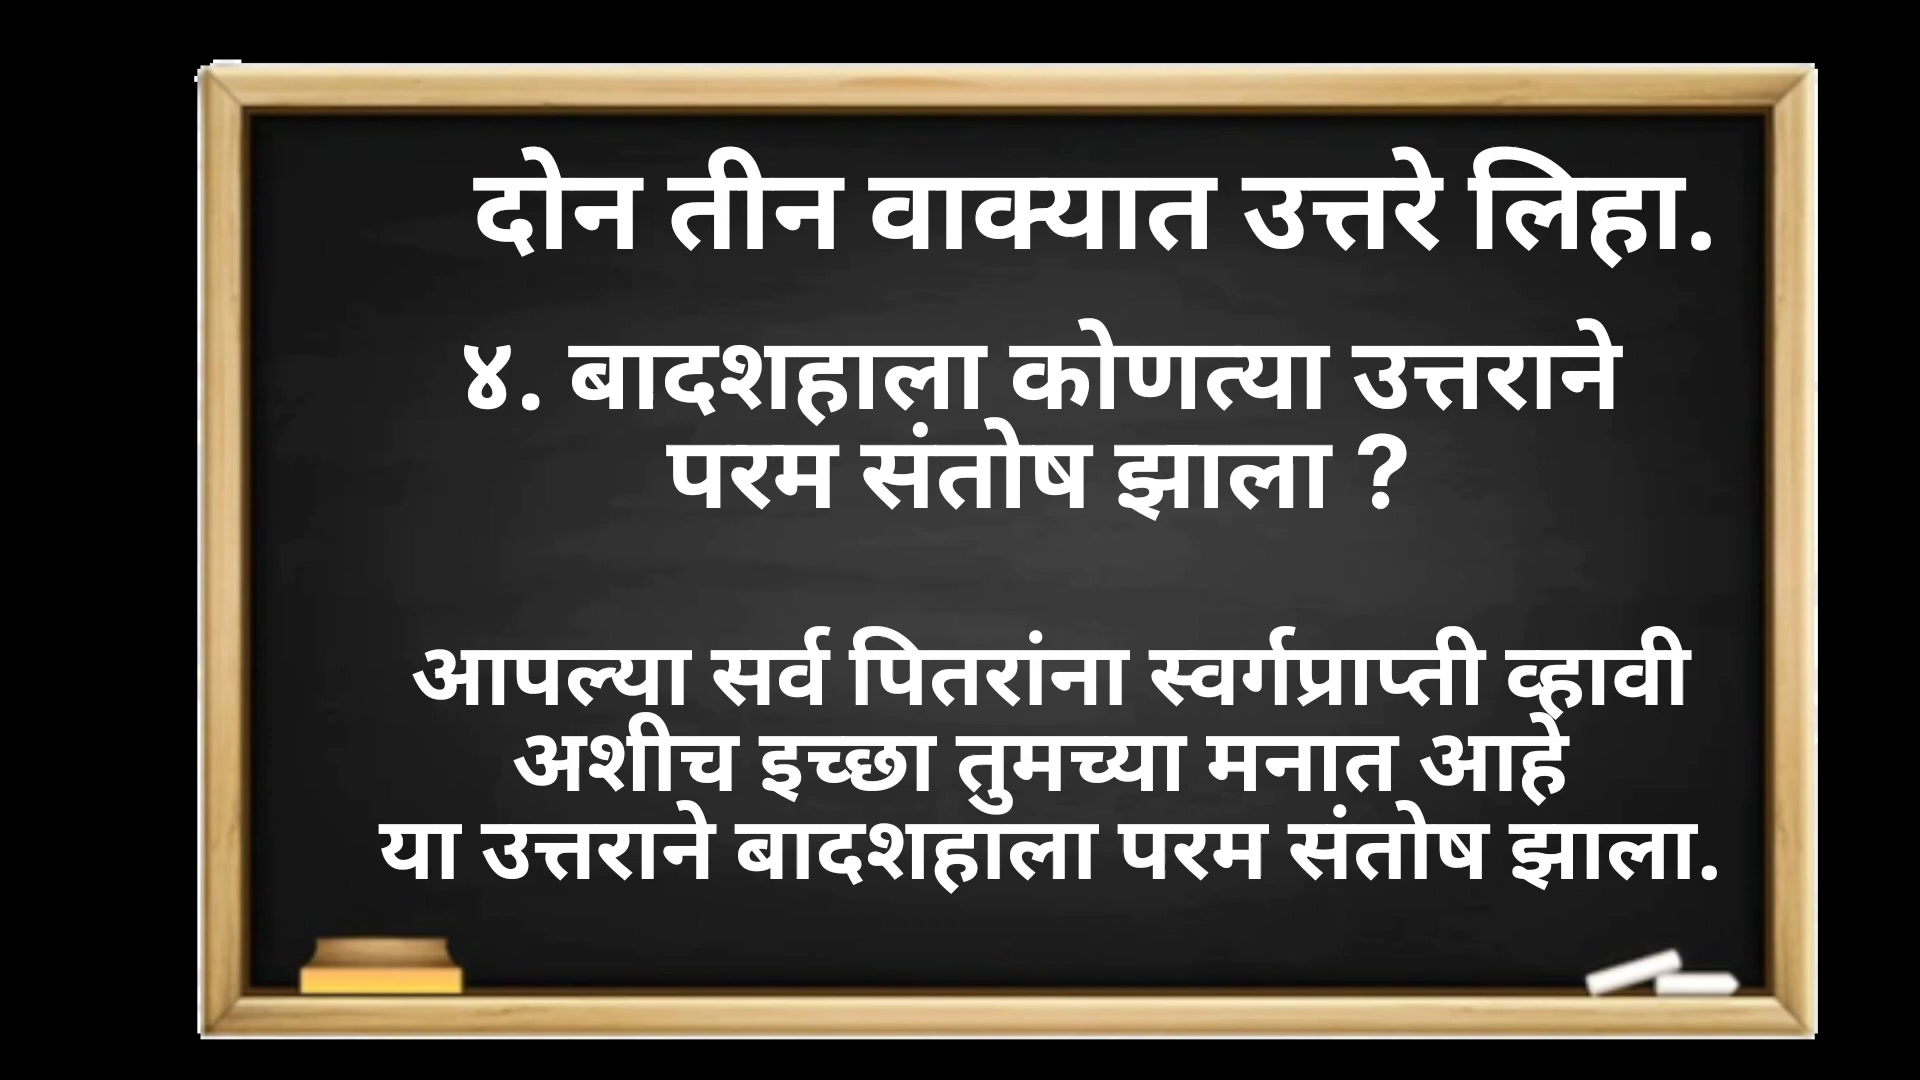 दोन तीन वाक्यात उत्तरे लिहा.
४. बादशहाला कोणत्या उत्तराने
परम संतोष झाला ?
आपल्या सर्व पितरांना स्वर्गप्राप्ती व्हावी
अशीच इच्छा तुमच्या मनात आहे
या उत्तराने बादशहाला परम संतोष झाला.